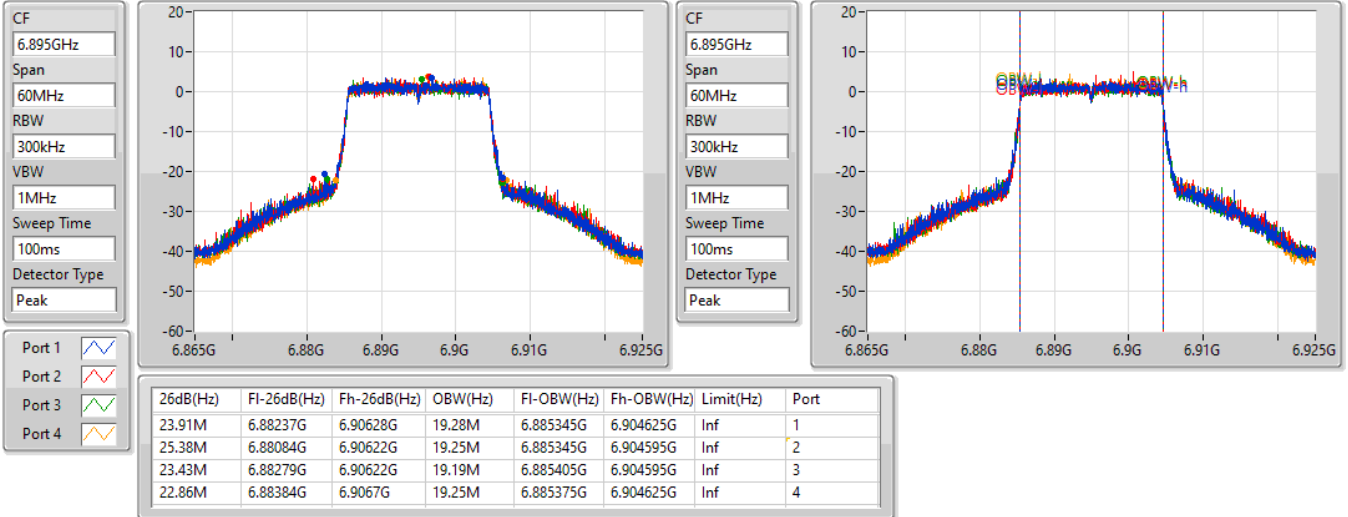 CF
6.895GHz
Span
60MHz
RBW
300kHz
VBW
1MHz
Sweep Time
100ms
Detector Type
Peak
20
10
0
-10
-20
-30
-40
-50
-60
6.865G 6.88G 6.89G 6.9G 6.91G 6.925G
CF
6.895GHz
Span
60MHz
RBW
300kHz
VBW
1MHz
Sweep Time
100ms
Detector Type
Peak
20
10
0
-10
-20
-30
-40
-50
-60
OBW-h
6.865G 6.88G 6.89G 6.9G 6.91G 6.925G
Port 1
Port 2
Port 3
Port 4
26dB(Hz) Fl-26dB(Hz) Fh-26dB(Hz) OBW(Hz) Fl-OBW(Hz) Fh-OBW(Hz) Limit(Hz) Port
23.91M 6.88237G 6.90628G 19.28M 6.885345G 6.904625G Inf 1
25.38M 6.88084G 6.90622G 19.25M 6.885345G 6.904595G Inf 2
23.43M 6.88279G 6.90622G 19.19M 6.885405G 6.904595G Inf 3
22.86M 6.88384G 6.9067G 19.25M 6.885375G 6.904625G Inf 4